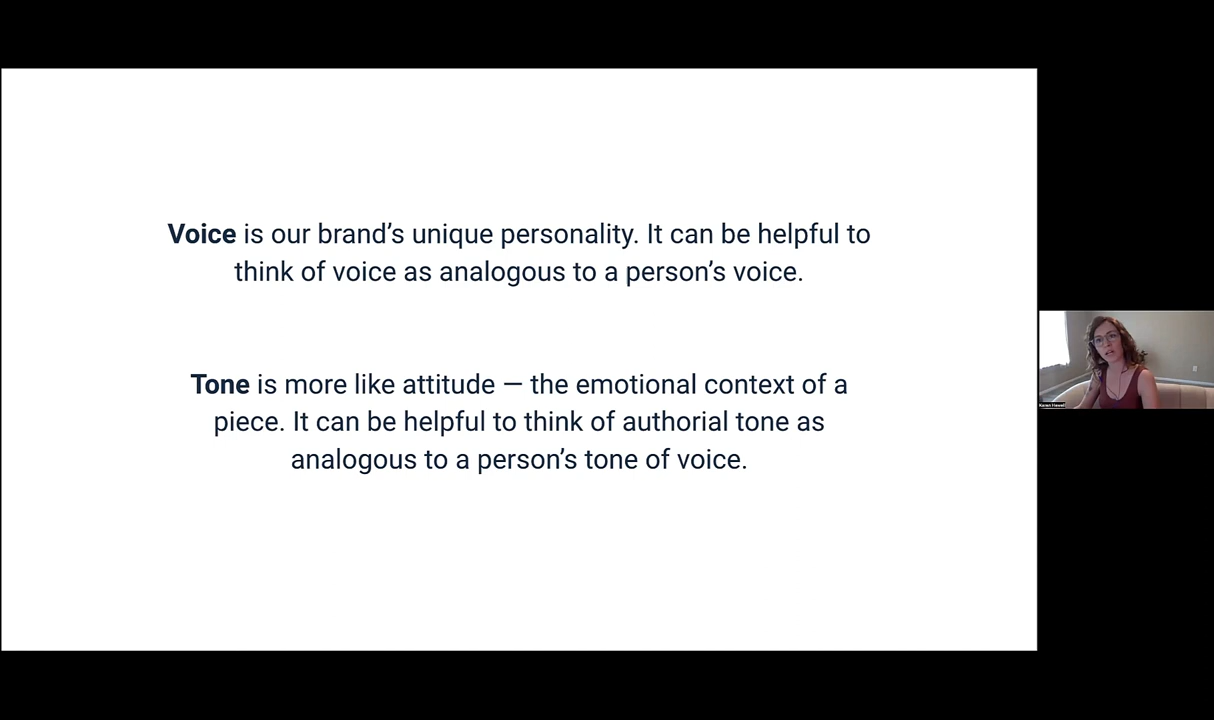 Voice is our brand’s unique personality. It can be helpful to
think of voice as analogous to a person’s voice.
Tone is more like attitude — the emotional context of a
piece. It can be helpful to think of authorial tone as
analogous to a person’s tone of voice.
Karen Hawell